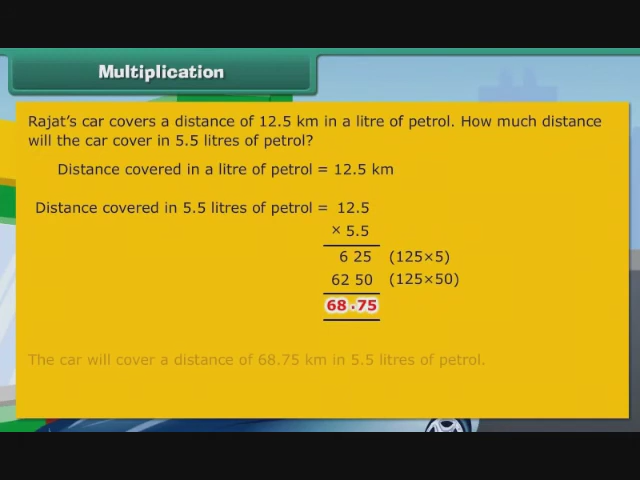 Multiplication
Rajat's car covers a distance of 12.5 km in a litre of petrol. How much distance
will the car cover in 5.5 litres of petrol?
Distance covered in a litre of petrol = 12.5 km
Distance covered in 5.5 litres of petrol = 12.5
× 5.5
6 25 (125×5)
62 50 (125×50)
68.75
The car will cover a distance of 68.75 km in 5.5 litres of petrol.